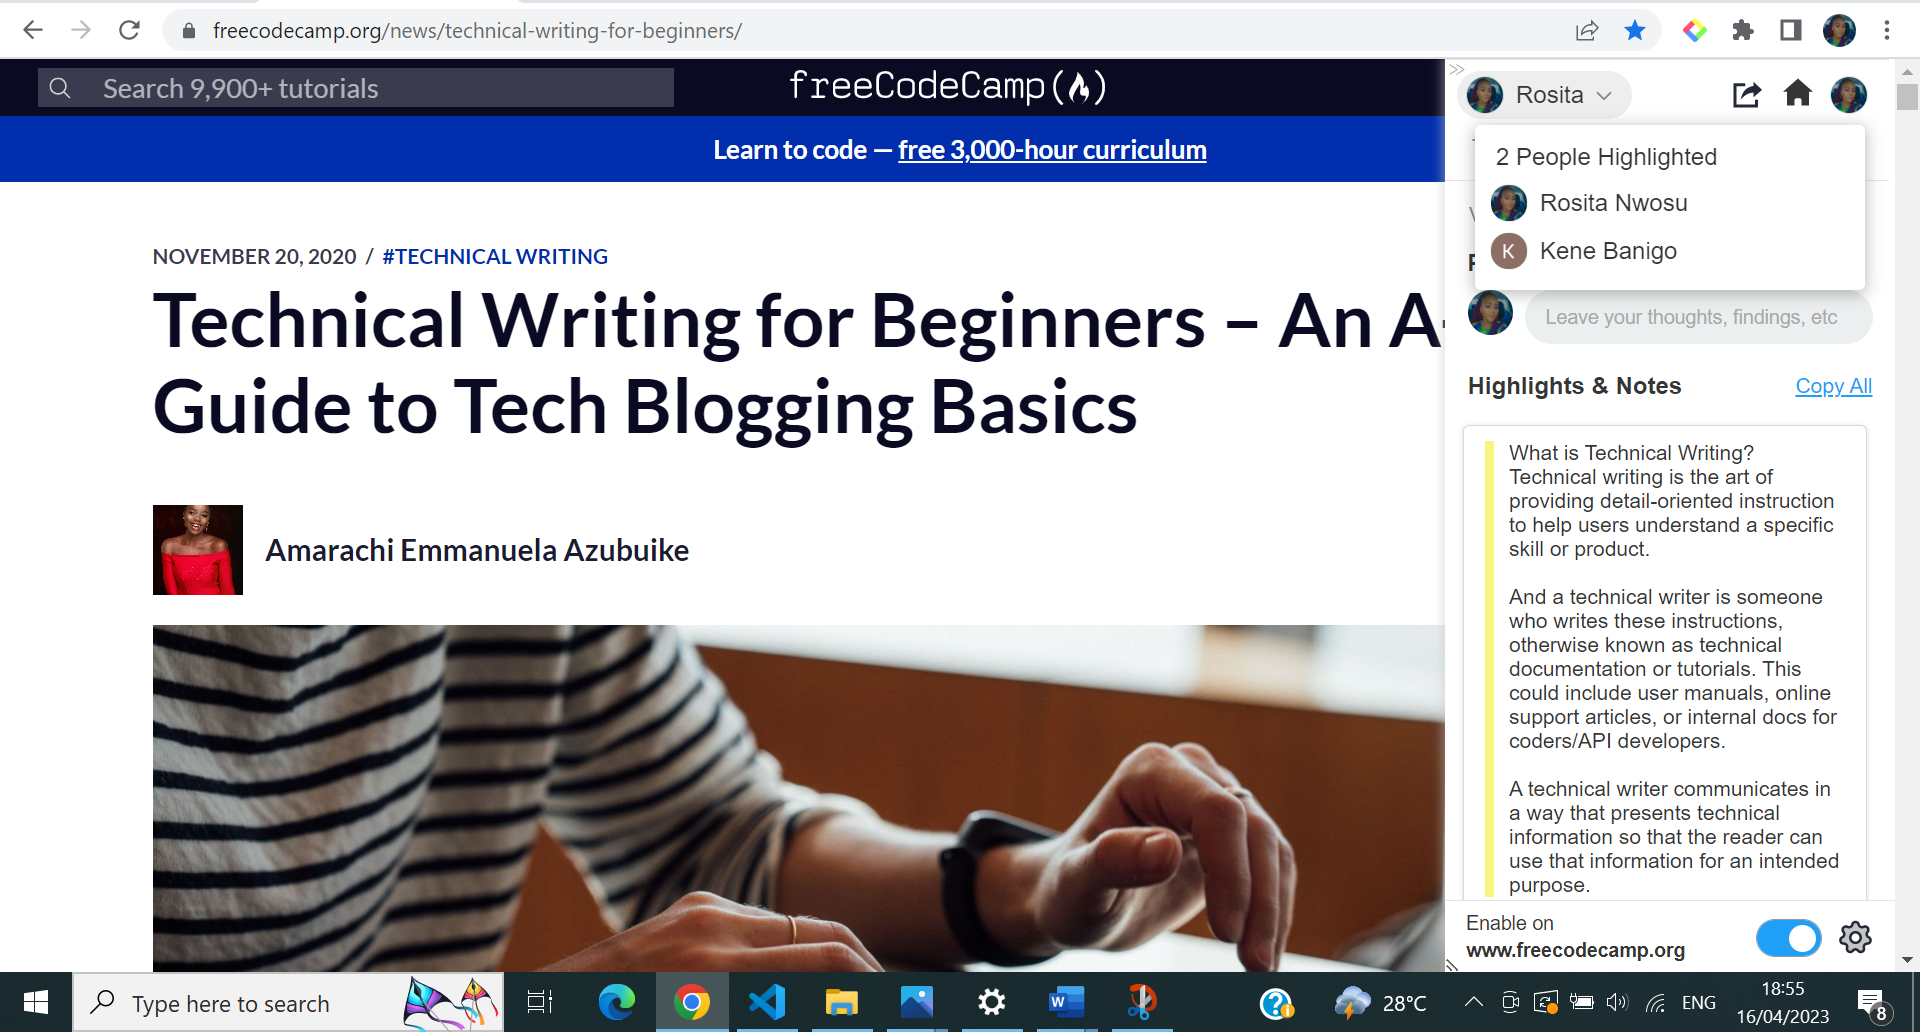 freecodecamp.org/news/technical-writing-for-beginners/
Search 9,900+ tutorials
freeCodeCamp
Learn to code — free 3,000-hour curriculum
NOVEMBER 20, 2020 / #TECHNICAL WRITING
Technical Writing for Beginners – An A-
Guide to Tech Blogging Basics
Amarachi Emmanuela Azubuike
Rosita
2 People Highlighted
Rosita Nwosu
K Kene Banigo
Leave your thoughts, findings, etc
Highlights & Notes Copy All
What is Technical Writing?
Technical writing is the art of
providing detail-oriented instruction
to help users understand a specific
skill or product.
And a technical writer is someone
who writes these instructions,
otherwise known as technical
documentation or tutorials. This
could include user manuals, online
support articles, or internal docs for
coders/API developers.
A technical writer communicates in
a way that presents technical
information so that the reader can
use that information for an intended
purpose.
Enable on
www.freecodecamp.org
Type here to search
28°C
ENG
18:55
16/04/2023
8